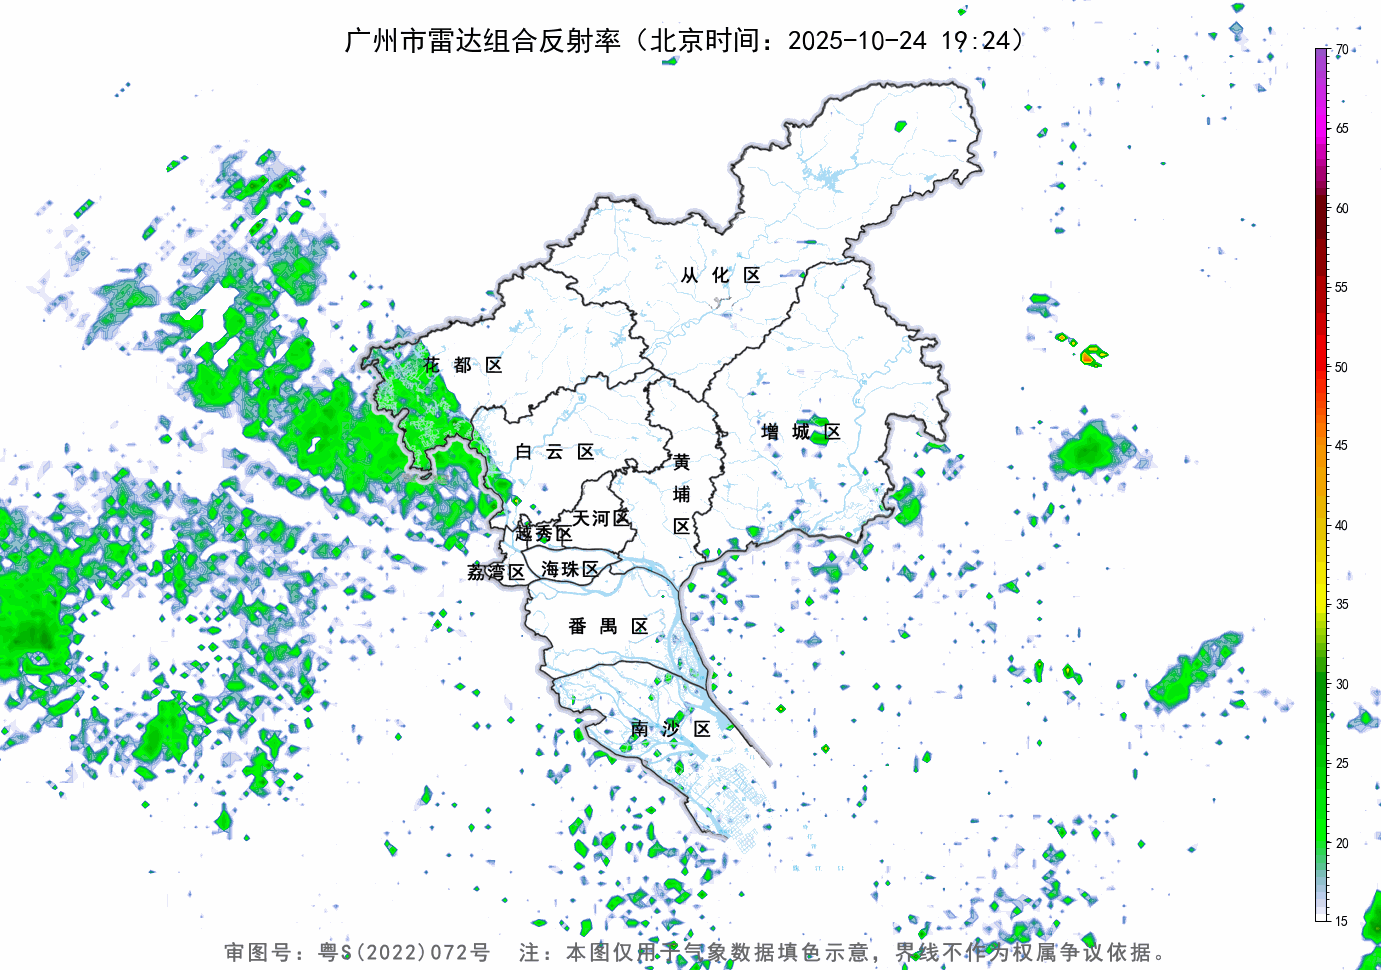 广州市雷达组合反射率（北京时间：2025-10-24 19:24）
70
65
60
55
50
45
40
35
30
25
20
15
从化区
花都区
白云区
增城区
黄埔区
天河区
越秀区
荔湾区
海珠区
番禺区
南沙区
审图号：粤S(2022)072号 注：本图仅用于气象数据填色示意，界线不作为权属争议依据。